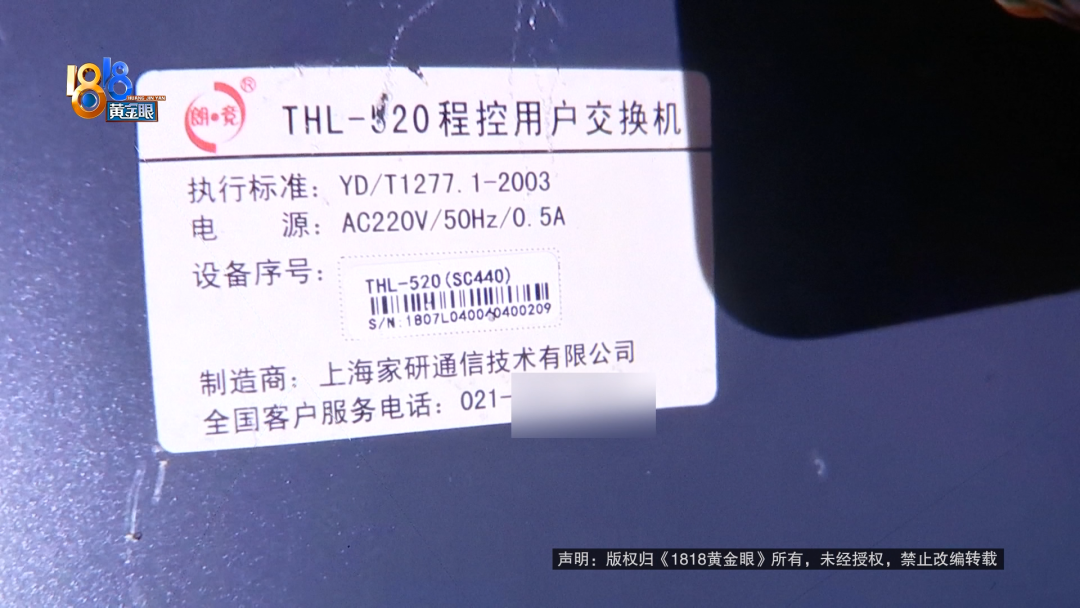 1818
HUANG JIN YAN
黄金眼
朗·竞®
THL-520程控用户交换机
执行标准：YD/T1277.1-2003
电　　源：AC220V/50Hz/0.5A
设备序号：
THL-520(SC440)
S/N:1807L040040400209
制造商：上海家研通信技术有限公司
全国客户服务电话：021-
声明：版权归《1818黄金眼》所有，未经授权，禁止改编转载